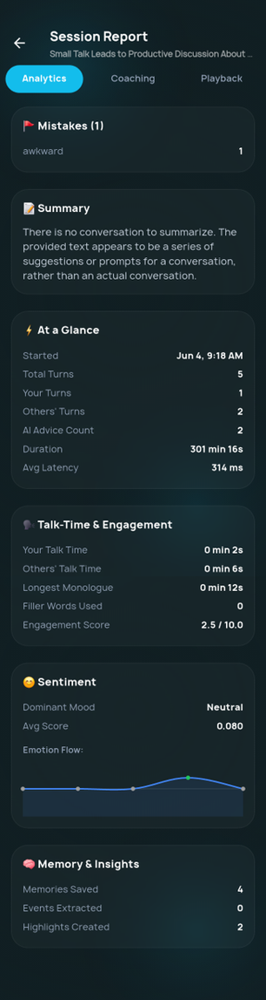 Session Report
Small Talk Leads to Productive Discussion About ...
Analytics
Coaching
Playback
🚩 Mistakes (1)
awkward 1
📝 Summary
There is no conversation to summarize. The
provided text appears to be a series of
suggestions or prompts for a conversation,
rather than an actual conversation.
⚡ At a Glance
Started Jun 4, 9:18 AM
Total Turns 5
Your Turns 1
Others' Turns 2
AI Advice Count 2
Duration 301 min 16s
Avg Latency 314 ms
🗣 Talk-Time & Engagement
Your Talk Time 0 min 2s
Others' Talk Time 0 min 6s
Longest Monologue 0 min 12s
Filler Words Used 0
Engagement Score 2.5 / 10.0
😊 Sentiment
Dominant Mood Neutral
Avg Score 0.080
Emotion Flow:
🧠 Memory & Insights
Memories Saved 4
Events Extracted 0
Highlights Created 2